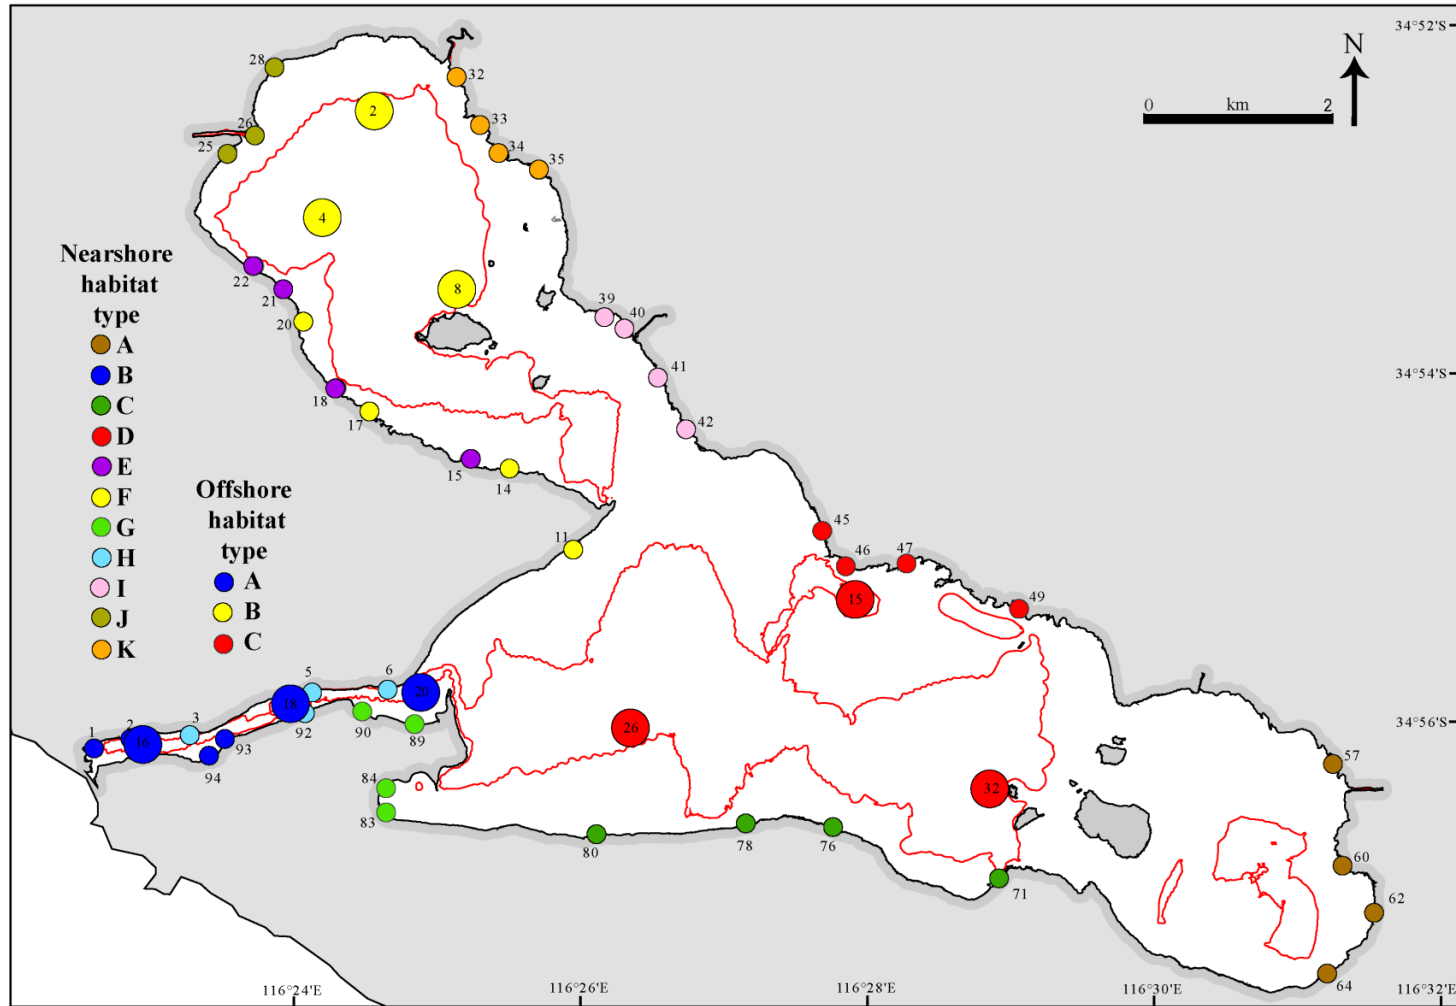 34°52'S
N
0 km 2
28
32
2
33
26
34
25
35
4
Nearshore
habitat
type
A
B
C
D
E
F
G
H
I
J
K
22
21
20
8
39
40
34°54'S
41
18
17
42
15
14
Offshore
habitat
type
A
B
C
45
11
46
47
15
49
5
6
20
18
34°56'S
1
2
3
16
93
92
90
89
26
94
57
84
83
32
80
78
76
60
71
62
64
116°24'E
116°26'E
116°28'E
116°30'E
116°32'E